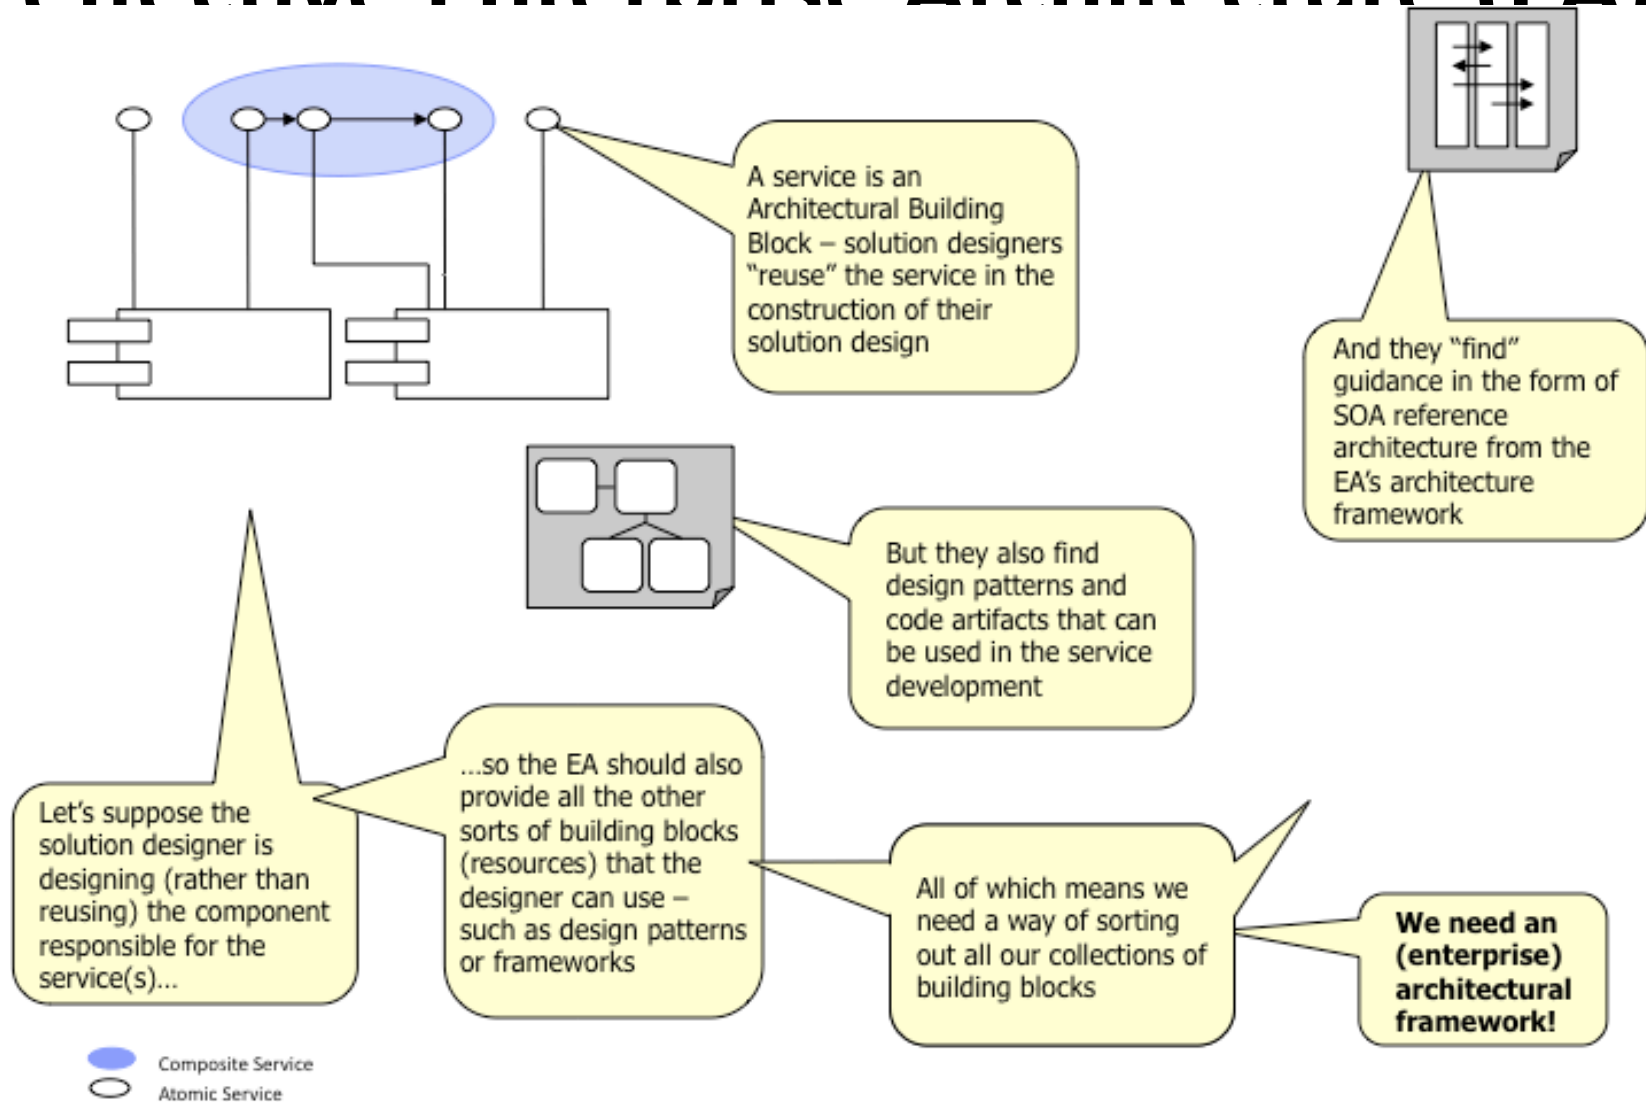 A service is an
Architectural Building
Block – solution designers
“reuse” the service in the
construction of their
solution design
And they “find”
guidance in the form of
SOA reference
architecture from the
EA’s architecture
framework
But they also find
design patterns and
code artifacts that can
be used in the service
development
Let’s suppose the
solution designer is
designing (rather than
reusing) the component
responsible for the
service(s)...
...so the EA should also
provide all the other
sorts of building blocks
(resources) that the
designer can use –
such as design patterns
or frameworks
All of which means we
need a way of sorting
out all our collections of
building blocks
We need an
(enterprise)
architectural
framework!
Composite Service
Atomic Service